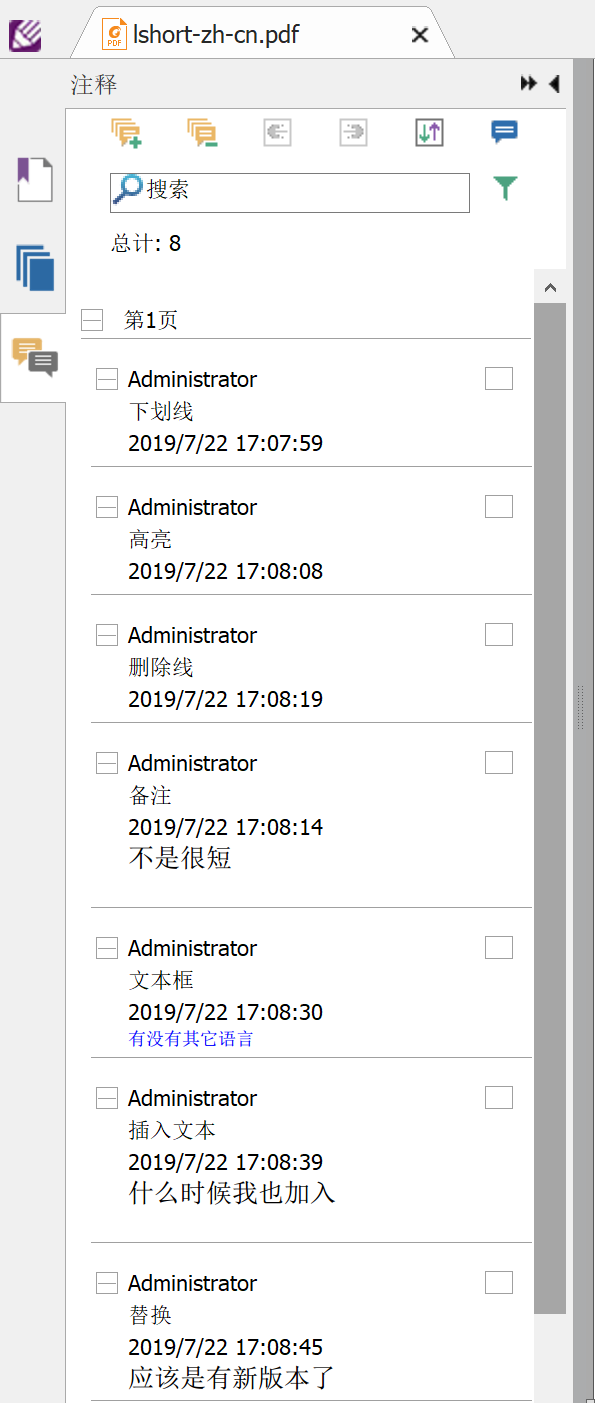 lshort-zh-cn.pdf
注释
搜索
总计: 8
第1页
Administrator
下划线
2019/7/22 17:07:59
Administrator
高亮
2019/7/22 17:08:08
Administrator
删除线
2019/7/22 17:08:19
Administrator
备注
2019/7/22 17:08:14
不是很短
Administrator
文本框
2019/7/22 17:08:30
有没有其它语言
Administrator
插入文本
2019/7/22 17:08:39
什么时候我也加入
Administrator
替换
2019/7/22 17:08:45
应该是有新版本了